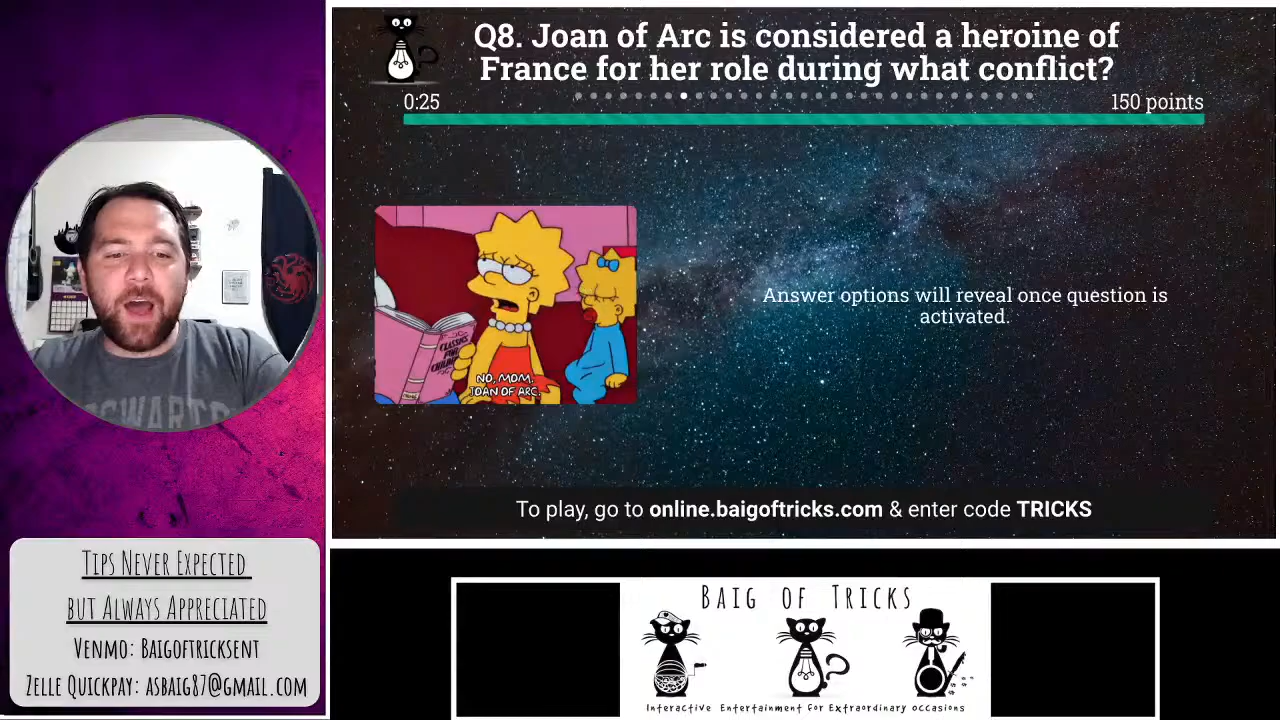 Q8. Joan of Arc is considered a heroine of
France for her role during what conflict?
0:25
150 points
CLASSICS
FOR
CHILDREN
NO, MOM.
JOAN OF ARC.
Answer options will reveal once question is
activated.
To play, go to online.baigoftricks.com & enter code TRICKS
TIPS NEVER EXPECTED
BUT ALWAYS APPRECIATED
VENMO: BAIGOFTRICKSENT
ZELLE QUICKPAY: ASBAIG87@GMAIL.COM
BAIG OF TRICKS
Interactive Entertainment for Extraordinary occasions